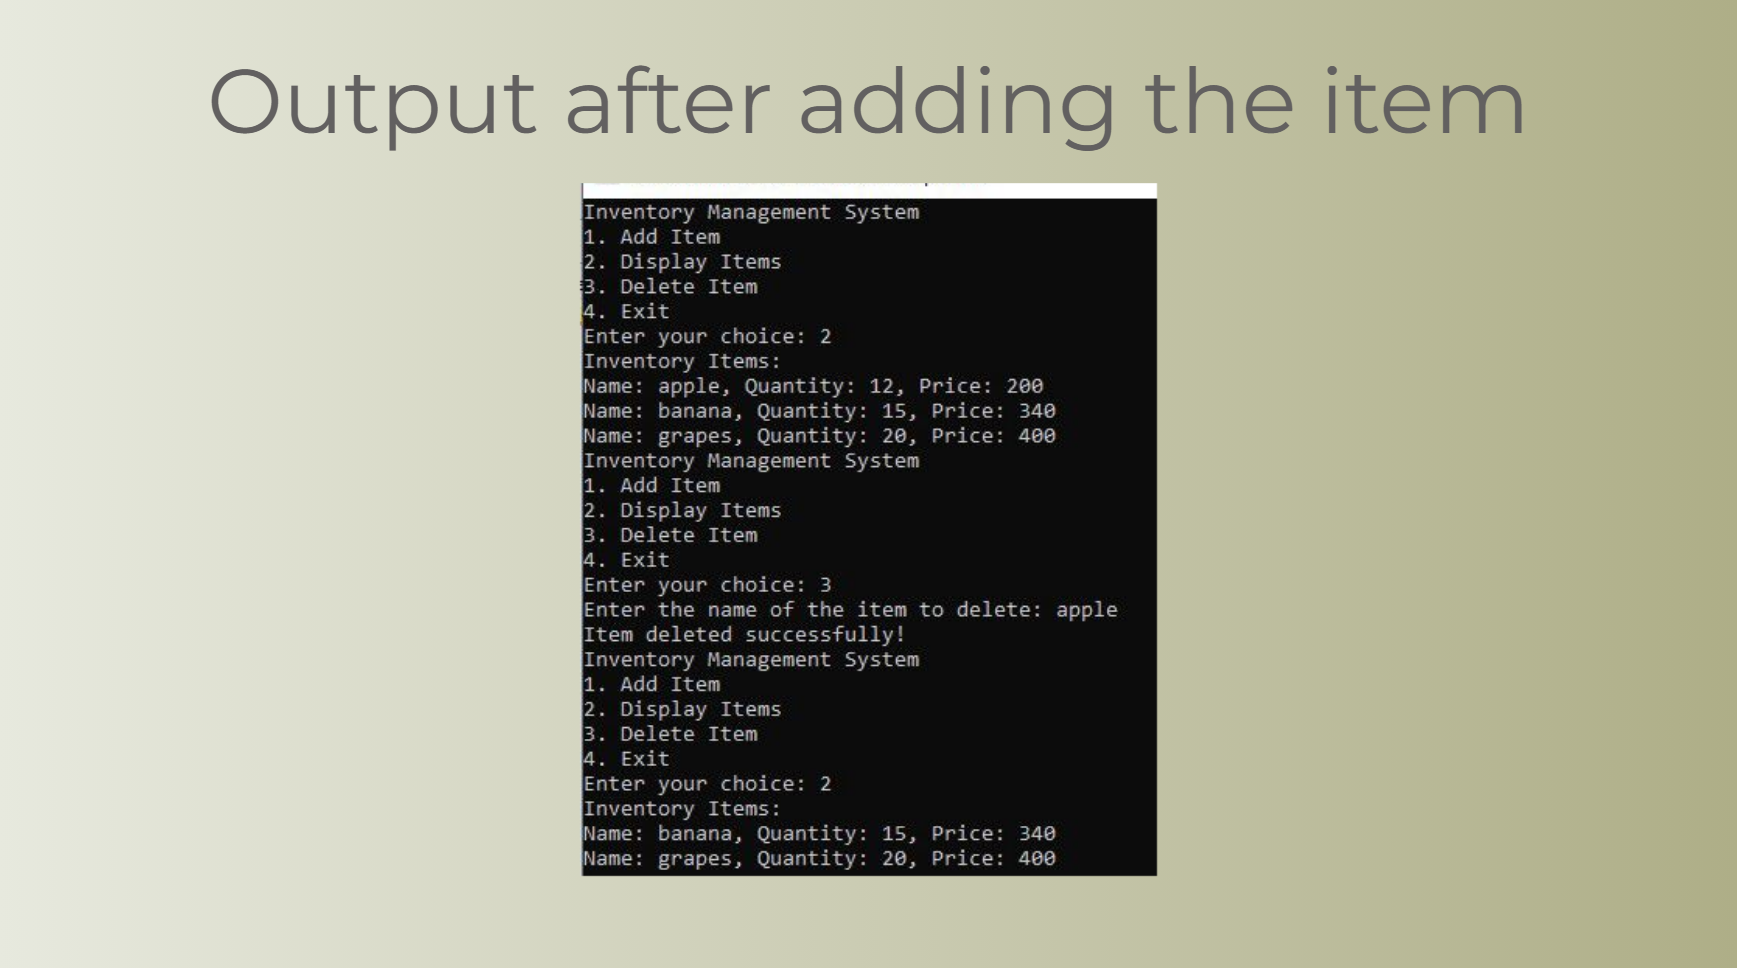 Output after adding the item
Inventory Management System
1. Add Item
2. Display Items
3. Delete Item
4. Exit
Enter your choice: 2
Inventory Items:
Name: apple, Quantity: 12, Price: 200
Name: banana, Quantity: 15, Price: 340
Name: grapes, Quantity: 20, Price: 400
Inventory Management System
1. Add Item
2. Display Items
3. Delete Item
4. Exit
Enter your choice: 3
Enter the name of the item to delete: apple
Item deleted successfully!
Inventory Management System
1. Add Item
2. Display Items
3. Delete Item
4. Exit
Enter your choice: 2
Inventory Items:
Name: banana, Quantity: 15, Price: 340
Name: grapes, Quantity: 20, Price: 400